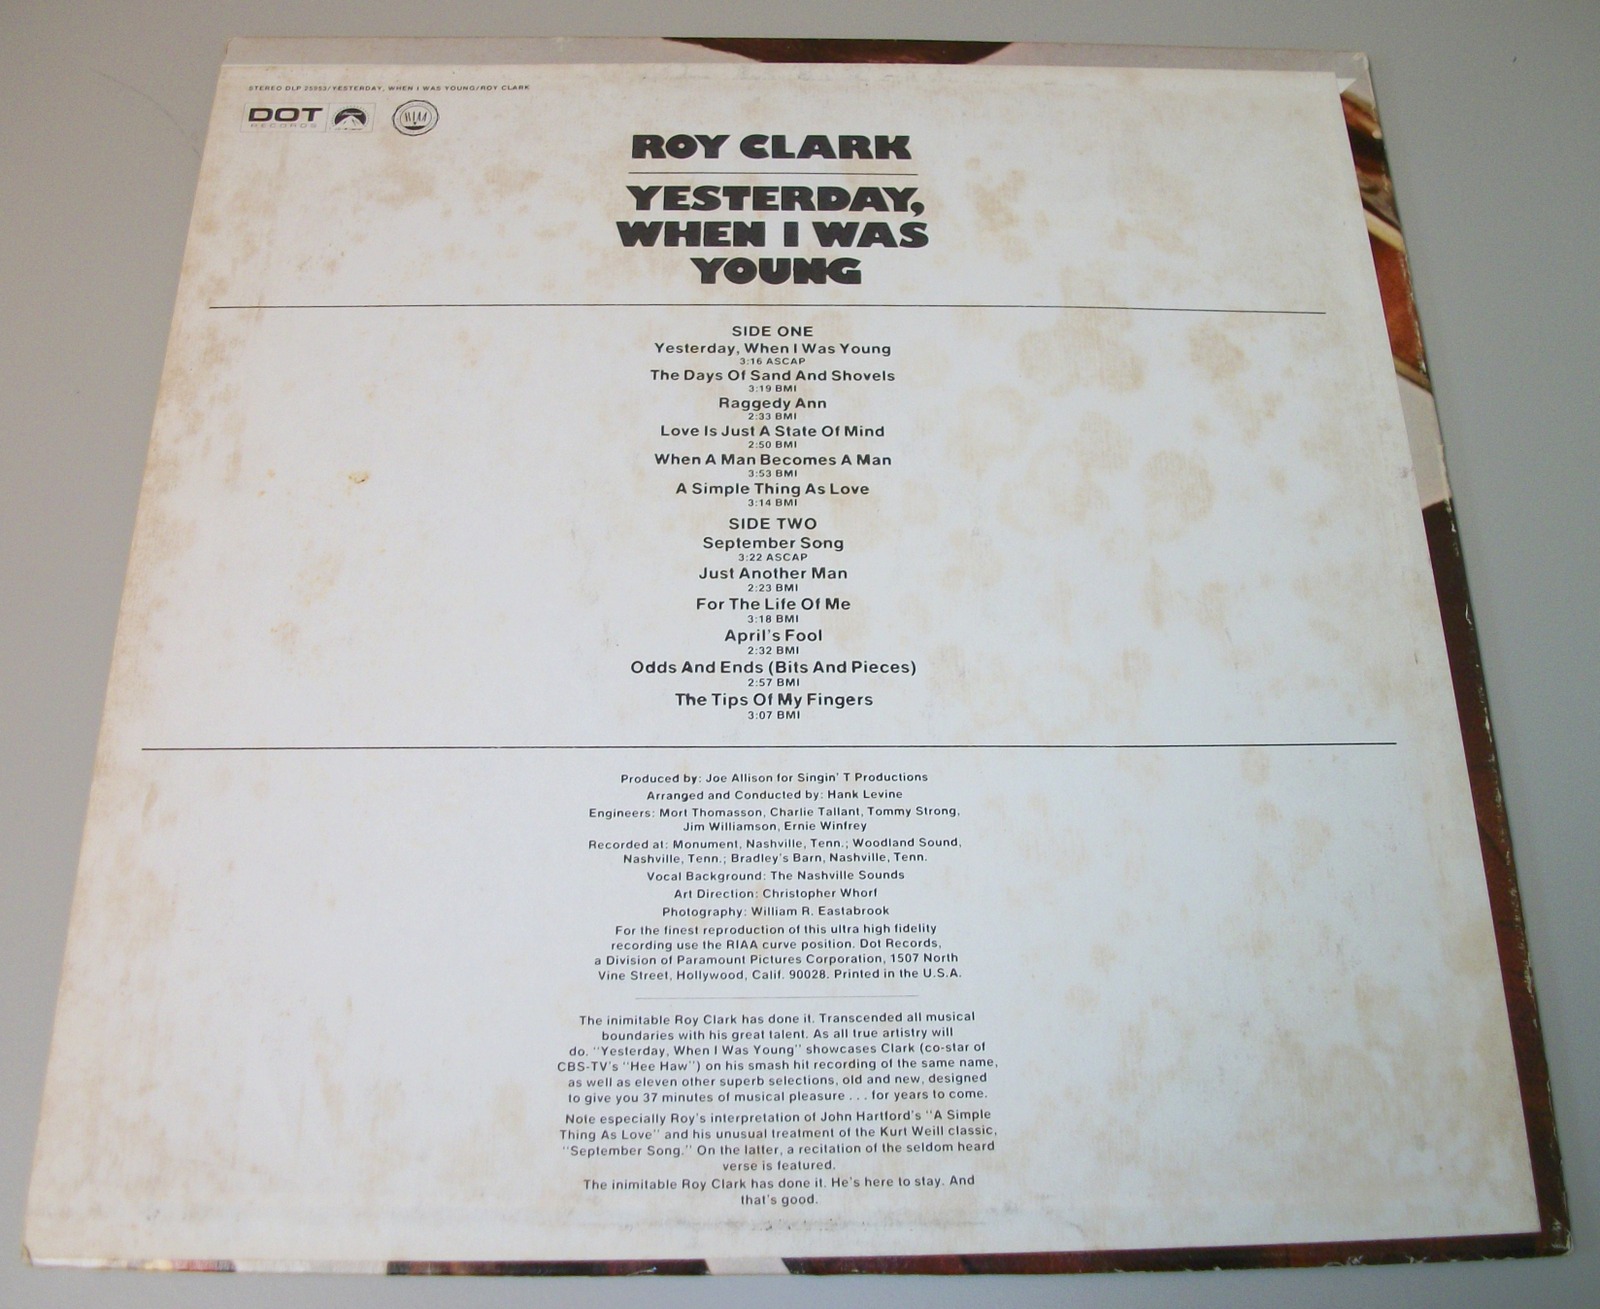 STEREO DLP 25953/YESTERDAY, WHEN I WAS YOUNG/ROY CLARK
DOT
RECORDS
RIAA
ROY CLARK
YESTERDAY,
WHEN I WAS
YOUNG
SIDE ONE
Yesterday, When I Was Young
3:16 ASCAP
The Days Of Sand And Shovels
3:19 BMI
Raggedy Ann
2:33 BMI
Love Is Just A State Of Mind
2:50 BMI
When A Man Becomes A Man
3:53 BMI
A Simple Thing As Love
3:14 BMI
SIDE TWO
September Song
3:22 ASCAP
Just Another Man
2:23 BMI
For The Life Of Me
3:18 BMI
April's Fool
2:32 BMI
Odds And Ends (Bits And Pieces)
2:57 BMI
The Tips Of My Fingers
3:07 BMI
Produced by: Joe Allison for Singin' T Productions
Arranged and Conducted by: Hank Levine
Engineers: Mort Thomasson, Charlie Tallant, Tommy Strong,
Jim Williamson, Ernie Winfrey
Recorded at: Monument, Nashville, Tenn.; Woodland Sound,
Nashville, Tenn.; Bradley's Barn, Nashville, Tenn.
Vocal Background: The Nashville Sounds
Art Direction: Christopher Whorf
Photography: William R. Eastabrook
For the finest reproduction of this ultra high fidelity
recording use the RIAA curve position. Dot Records,
a Division of Paramount Pictures Corporation, 1507 North
Vine Street, Hollywood, Calif. 90028. Printed in the U.S.A.
The inimitable Roy Clark has done it. Transcended all musical
boundaries with his great talent. As all true artistry will
do. "Yesterday, When I Was Young" showcases Clark (co-star of
CBS-TV's "Hee Haw") on his smash hit recording of the same name,
as well as eleven other superb selections, old and new, designed
to give you 37 minutes of musical pleasure . . . for years to come.
Note especially Roy's interpretation of John Hartford's "A Simple
Thing As Love" and his unusual treatment of the Kurt Weill classic,
"September Song." On the latter, a recitation of the seldom heard
verse is featured.
The inimitable Roy Clark has done it. He's here to stay. And
that's good.